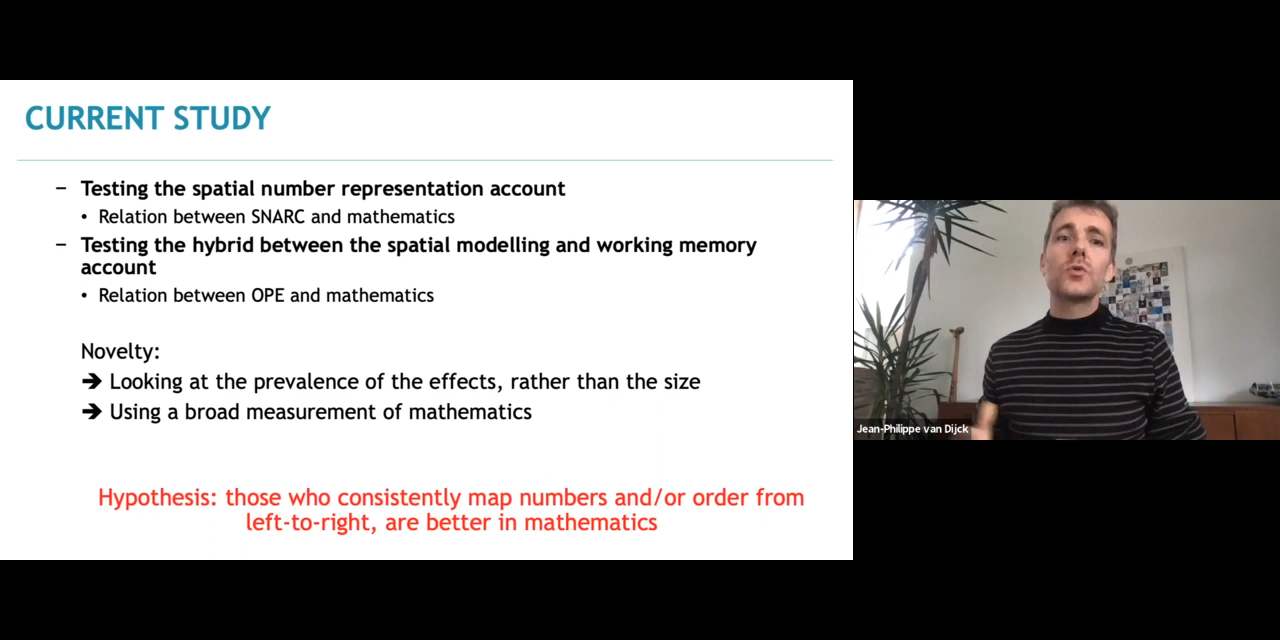 CURRENT STUDY
– Testing the spatial number representation account
• Relation between SNARC and mathematics
– Testing the hybrid between the spatial modelling and working memory
account
• Relation between OPE and mathematics
Novelty:
➔ Looking at the prevalence of the effects, rather than the size
➔ Using a broad measurement of mathematics
Hypothesis: those who consistently map numbers and/or order from
left-to-right, are better in mathematics
Jean-Philippe van Dijck